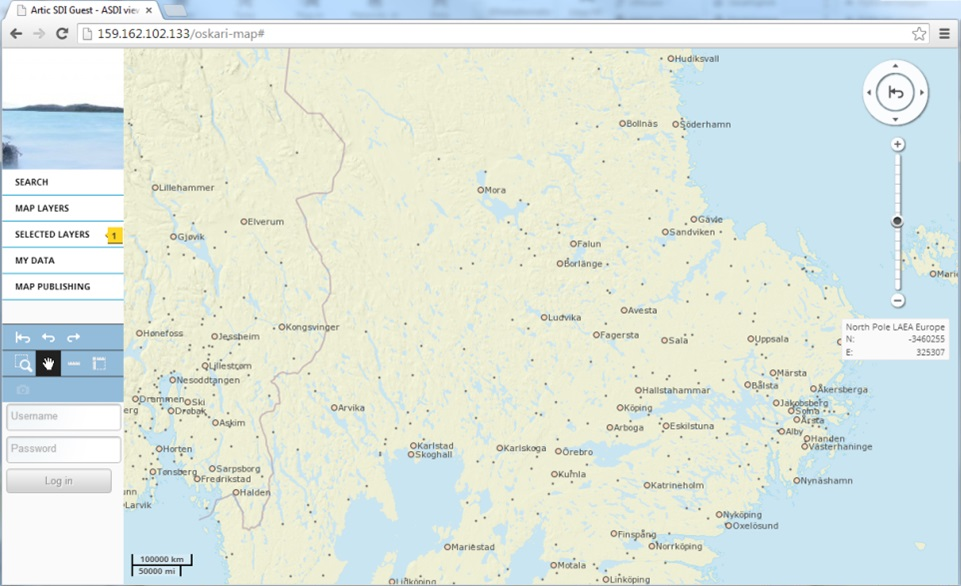 Artic SDI Guest - ASDI vie
159.162.102.133/oskari-map#
SEARCH
MAP LAYERS
SELECTED LAYERS 1
MY DATA
MAP PUBLISHING
Username
Password
Log in
Hudiksvall
Bollnäs
Söderhamn
Lillehammer
Mora
Elverum
Gävle
Gjøvik
Sandviken
Falun
Borlänge
Mari
Avesta
Ludvika
Hønefoss
Jessheim
Kongsvinger
Fagersta
Sala
Uppsala
North Pole LAEA Europe
N: -3460255
E: 325307
Lillestrøm
Nesoddtangen
Märsta
Bålsta
Hallstahammar
Åkersberga
Drammen
Ski
Jakobsberg
erg
Drøbak
Arvika
Köping
Solna
Askim
Årsta
Arboga
Eskilstuna
Alby
Handen
Horten
Karlstad
Karlskoga
Örebro
Västerhaninge
Skoghall
Tønsberg
Sarpsborg
Kumla
Fredrikstad
Katrineholm
Nynäshamn
nn
Halden
Larvik
Nyköping
Oxelösund
Finspång
Mariestad
Norrköping
100000 km
50000 mi
Motala
Lidköping
Linköping